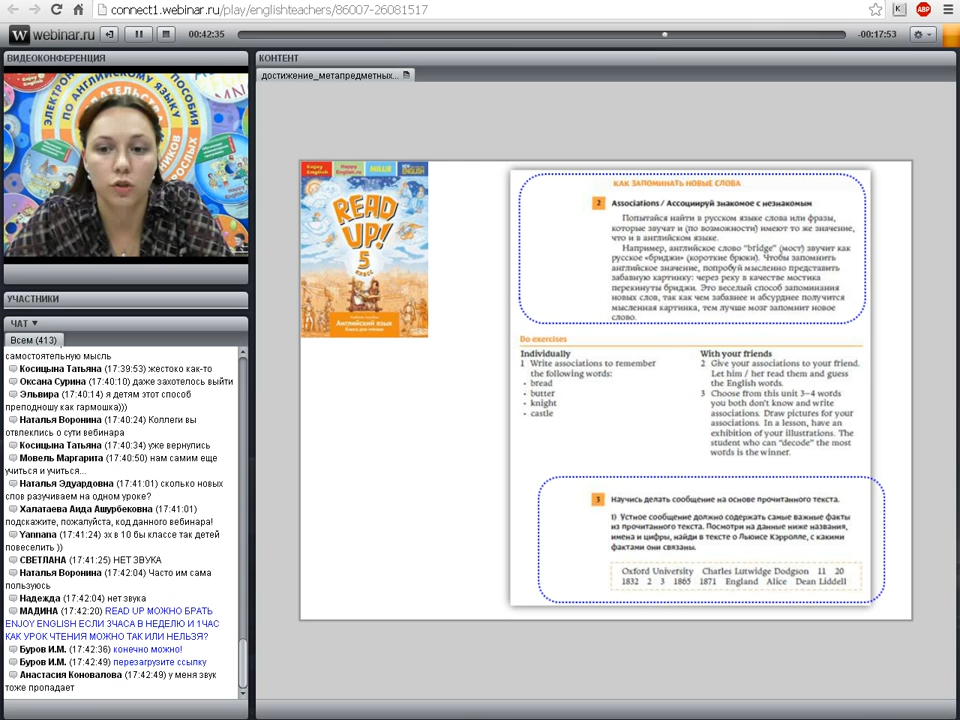 connect1.webinar.ru/play/englishteachers/86007-26081517
webinar.ru
00:42:35
-00:17:53
ВИДЕОКОНФЕРЕНЦИЯ
ЭЛЕКТРОННЫЕ ПОСОБИЯ
ПО АНГЛИЙСКОМУ ЯЗЫКУ
УЧАСТНИКИ
ЧАТ ▼
Всем (413)
самостоятельную мысль
Косицына Татьяна (17:39:53) жестоко как-то
Оксана Сурина (17:40:10) даже захотелось выйти
Эльвира (17:40:14) я детям этот способ
преподношу как гармошка)))
Наталья Воронина (17:40:24) Коллеги вы
отвлеклись о сути вебинара
Косицына Татьяна (17:40:34) уже вернулись
Мовель Маргарита (17:40:50) нам самим еще
учиться и учиться...
Наталья Эдуардовна (17:41:01) сколько новых
слов разучиваем на одном уроке?
Халатаева Аида Ашурбековна (17:41:01)
подскажите, пожалуйста, код данного вебинара!
Yannana (17:41:24) эх в 10 бы классе так детей
повеселить ))
СВЕТЛАНА (17:41:25) НЕТ ЗВУКА
Наталья Воронина (17:42:04) Часто им сама
пользуюсь
Надежда (17:42:04) нет звука
МАДИНА (17:42:20) READ UP МОЖНО БРАТЬ
ENJOY ENGLISH ЕСЛИ 3ЧАСА В НЕДЕЛЮ И 1ЧАС
КАК УРОК ЧТЕНИЯ МОЖНО ТАК ИЛИ НЕЛЬЗЯ?
Буров И.М. (17:42:36) конечно можно!
Буров И.М. (17:42:49) перезагрузите ссылку
Анастасия Коновалова (17:42:49) у меня звук
тоже пропадает
КОНТЕНТ
достижение_метапредметных...
Enjoy English
Happy English.ru
MILLIE
NEW MILLENNIUM ENGLISH
READ
UP!
5
КЛАСС
Английский язык
Книга для чтения
КАК ЗАПОМИНАТЬ НОВЫЕ СЛОВА
2 Associations / Ассоциируй знакомое с незнакомым
Попытайся найти в русском языке слова или фразы,
которые звучат и (по возможности) имеют то же значение,
что и в английском языке.
Например, английское слово "bridge" (мост) звучит как
русское «бриджи» (короткие брюки). Чтобы запомнить
английское значение, попробуй мысленно представить
забавную картинку: через реку в качестве мостика
перекинуты бриджи. Это веселый способ запоминания
новых слов, так как чем забавнее и абсурднее получится
мысленная картинка, тем лучше мозг запомнит новое
слово.
Do exercises
Individually
1 Write associations to remember
the following words:
• bread
• butter
• knight
• castle
With your friends
2 Give your associations to your friend.
Let him / her read them and guess
the English words.
3 Choose from this unit 3–4 words
you both don't know and write
associations. Draw pictures for your
associations. In a lesson, have an
exhibition of your illustrations. The
student who can "decode" the most
words is the winner.
3 Научись делать сообщение на основе прочитанного текста.
1) Устное сообщение должно содержать самые важные факты
из прочитанного текста. Посмотри на данные ниже названия,
имена и цифры, найди в тексте о Льюисе Кэрролле, с какими
фактами они связаны.
Oxford University Charles Lutwidge Dodgson 11 20
1832 2 3 1865 1871 England Alice Dean Liddell